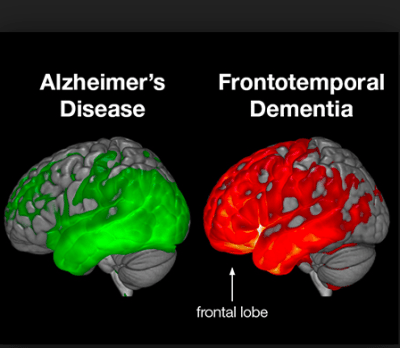 Alzheimer's
Disease
Frontotemporal
Dementia
frontal lobe